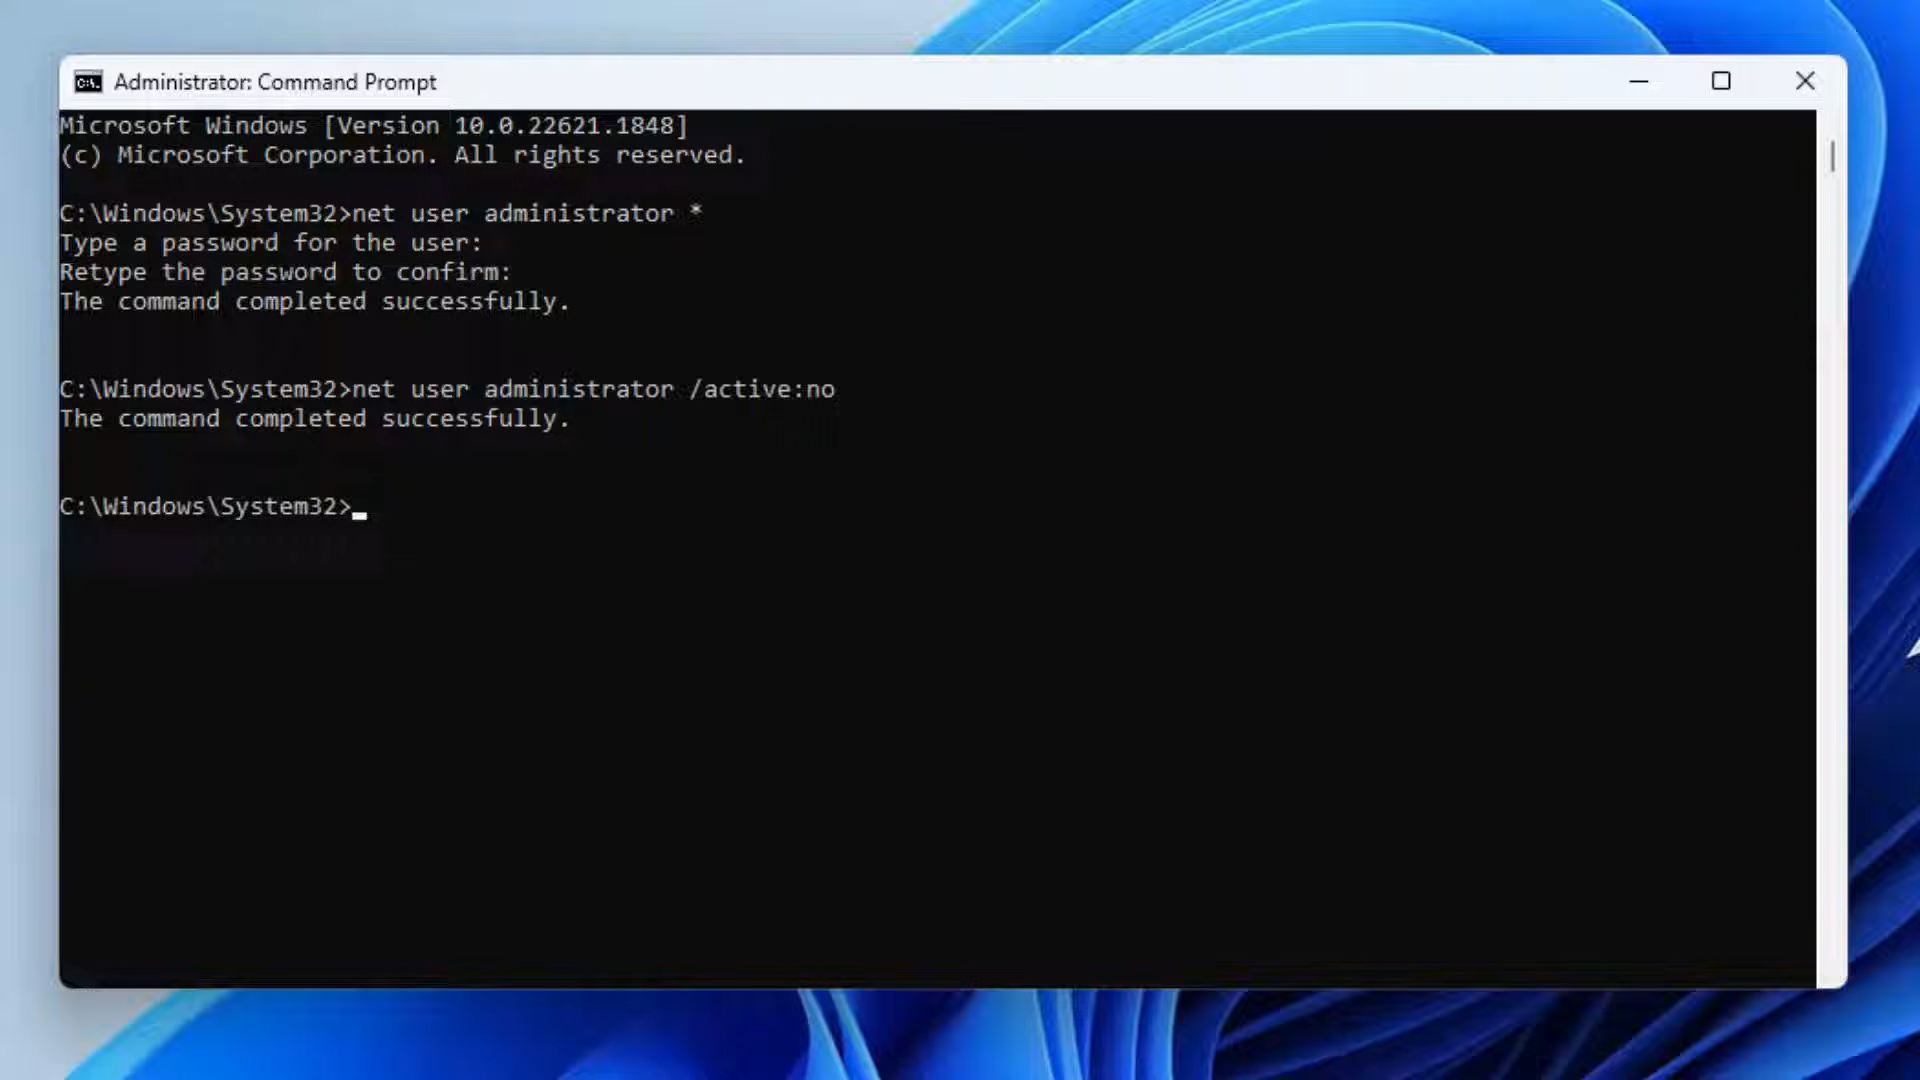 Administrator: Command Prompt
Microsoft Windows [Version 10.0.22621.1848]
(c) Microsoft Corporation. All rights reserved.
C:\Windows\System32>net user administrator *
Type a password for the user:
Retype the password to confirm:
The command completed successfully.
C:\Windows\System32>net user administrator /active:no
The command completed successfully.
C:\Windows\System32>